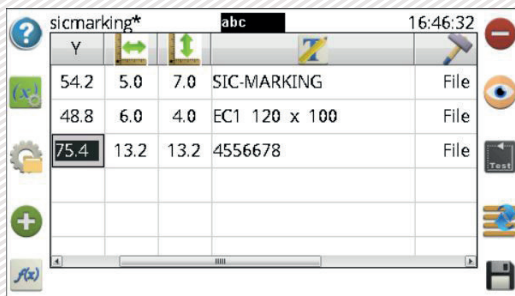 sicmarking* abc 16:46:32
Y
54.2 5.0 7.0 SIC-MARKING File
48.8 6.0 4.0 EC1 120 x 100 File
75.4 13.2 13.2 4556678 File
(x)
Test
f(x)